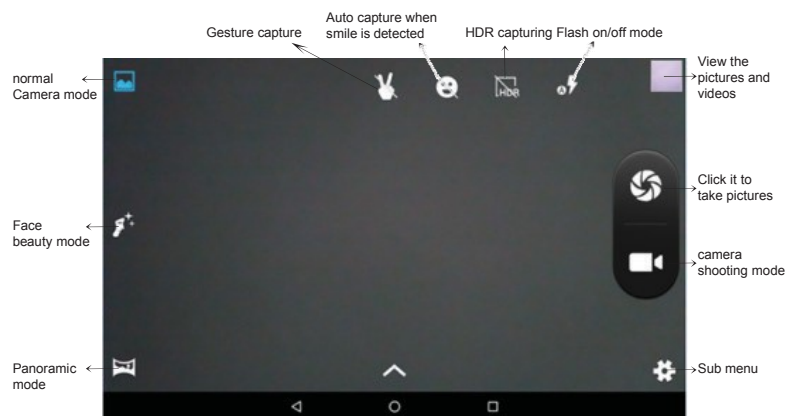 Auto capture when
smile is detected
Gesture capture
HDR capturing Flash on/off mode
normal
Camera mode
View the
pictures and
videos
HDR
A
Click it to
take pictures
Face
beauty mode
camera
shooting mode
Panoramic
mode
Sub menu